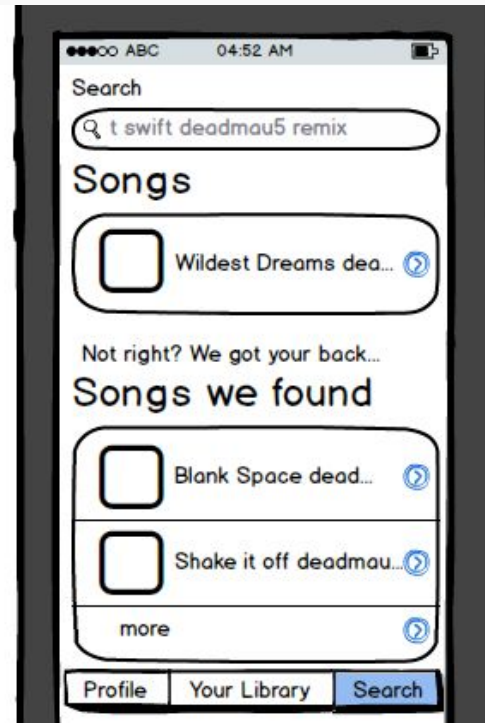 ABC 04:52 AM
Search
t swift deadmau5 remix
Songs
Wildest Dreams dea...
Not right? We got your back...
Songs we found
Blank Space dead...
Shake it off deadmau...
more
Profile Your Library Search